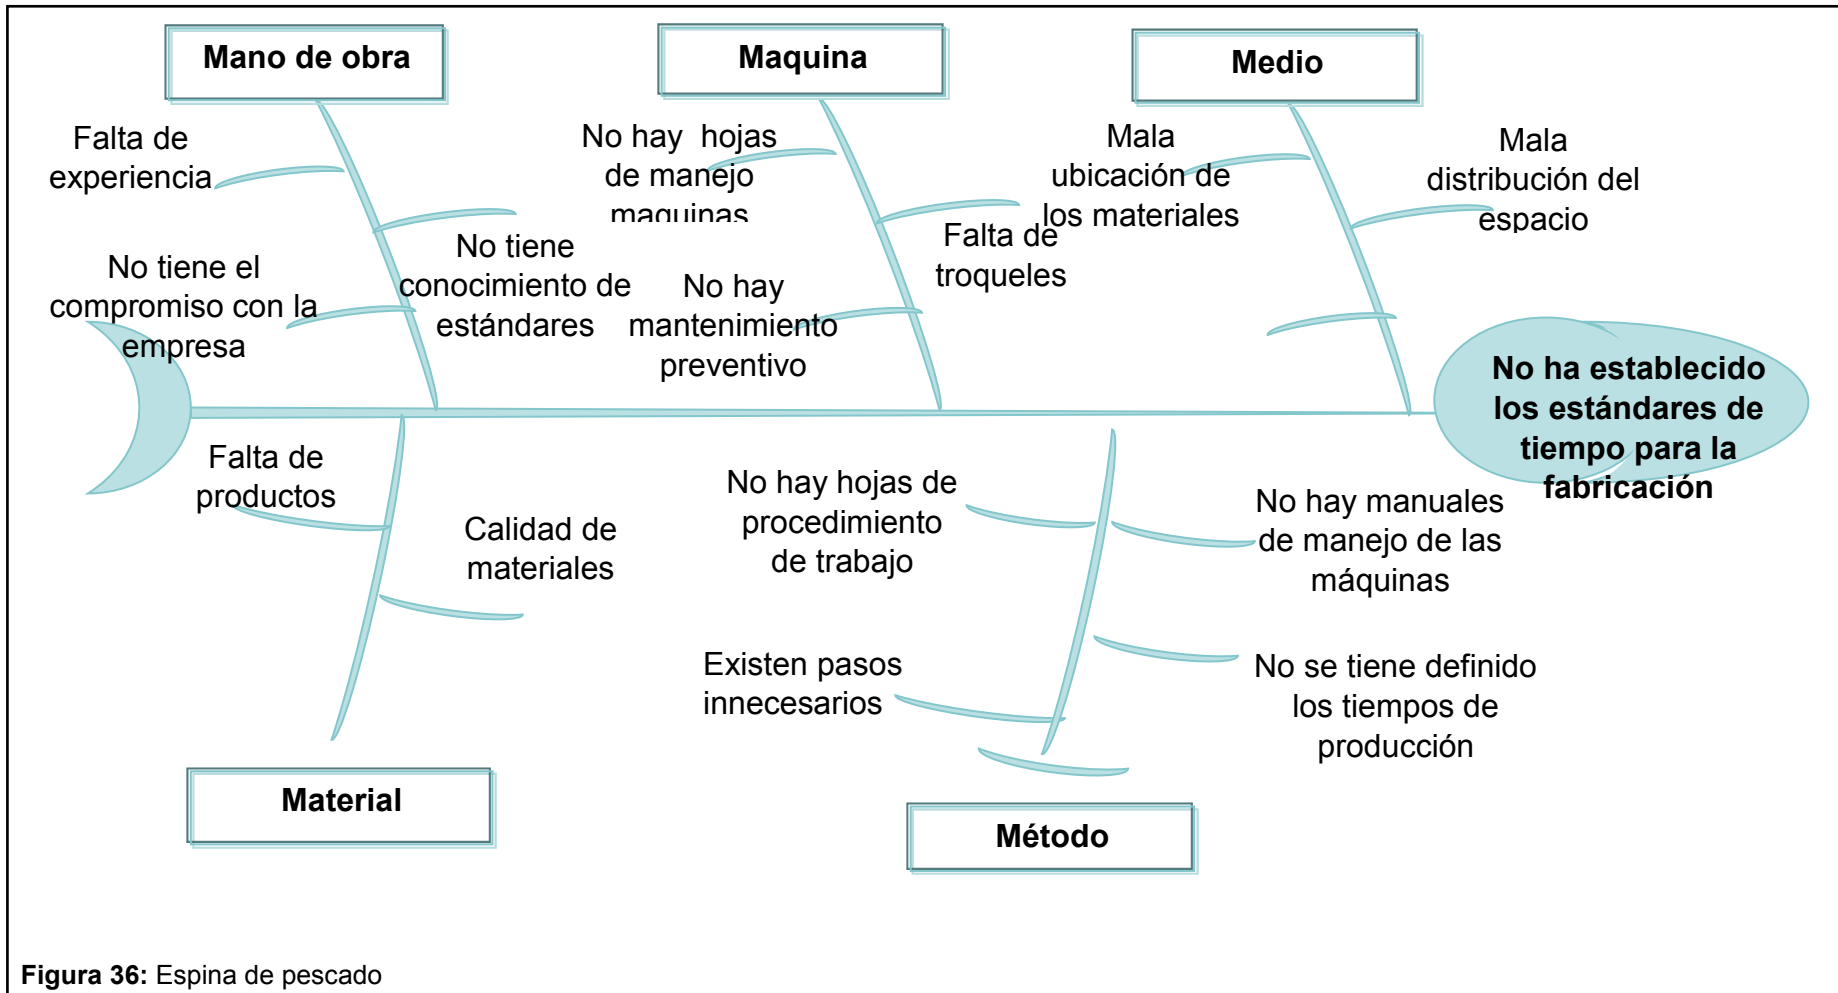 Mano de obra
Maquina
Medio
Falta de
experiencia
No tiene el
compromiso con la
empresa
No tiene
conocimiento de
estándares
No hay  hojas
de manejo
maquinas
No hay
mantenimiento
preventivo
Falta de
troqueles
Mala
ubicación de
los materiales
Mala
distribución del
espacio
No ha establecido
los estándares de
tiempo para la
fabricación
Falta de
productos
Calidad de
materiales
No hay hojas de
procedimiento
de trabajo
No hay manuales
de manejo de las
máquinas
Existen pasos
innecesarios
No se tiene definido
los tiempos de
producción
Material
Método
Figura 36: Espina de pescado